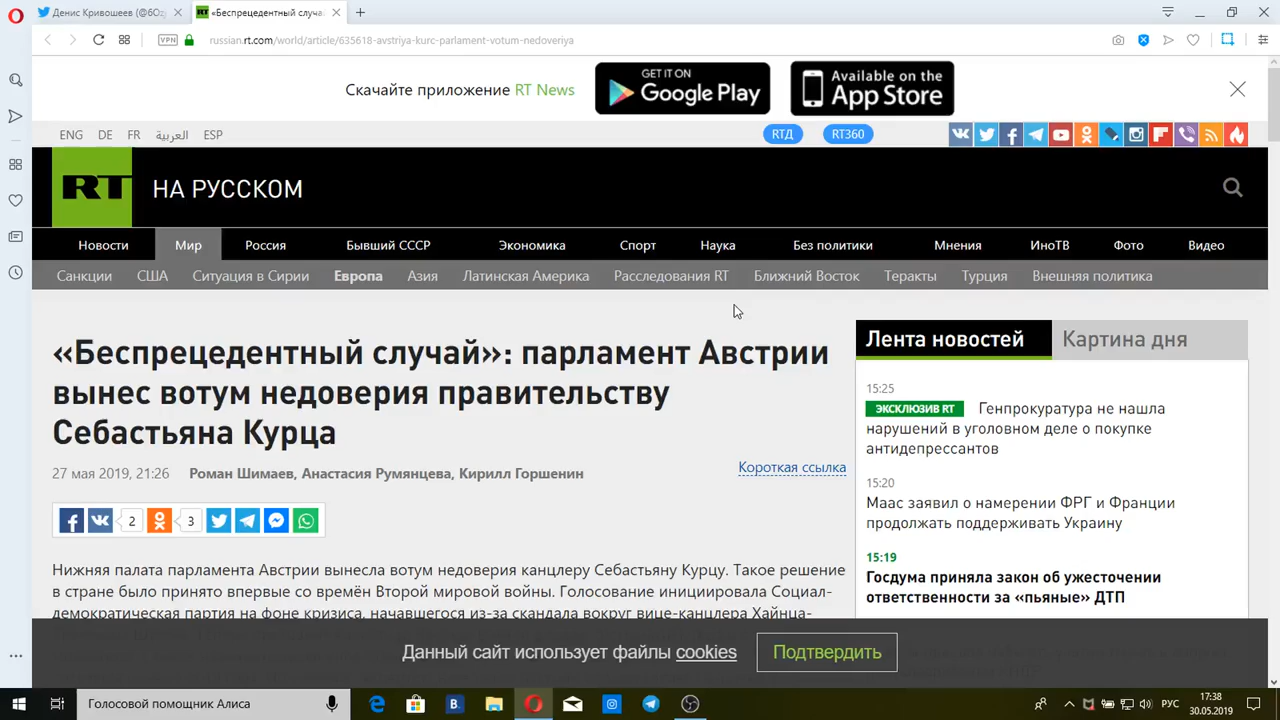 Денис Кривошеев (@6Ozy
«Беспрецедентный случа
VPN
russian.rt.com/world/article/635618-avstriya-kurc-parlament-votum-nedoveriya
Скачайте приложение RT News
GET IT ON
Google Play
Available on the
App Store
ENG DE FR العربية ESP
RTД RT360
RT НА РУССКОМ
Новости Мир Россия Бывший СССР Экономика Спорт Наука Без политики Мнения ИноТВ Фото Видео
Санкции США Ситуация в Сирии Европа Азия Латинская Америка Расследования RT Ближний Восток Теракты Турция Внешняя политика
«Беспрецедентный случай»: парламент Австрии
вынес вотум недоверия правительству
Себастьяна Курца
27 мая 2019, 21:26 Роман Шимаев, Анастасия Румянцева, Кирилл Горшенин
Короткая ссылка
2 3
Нижняя палата парламента Австрии вынесла вотум недоверия канцлеру Себастьяну Курцу. Такое решение
в стране было принято впервые со времён Второй мировой войны. Голосование инициировала Социал-
демократическая партия на фоне кризиса, начавшегося из-за скандала вокруг вице-канцлера Хайнца-
Лента новостей Картина дня
15:25
ЭКСКЛЮЗИВ RT Генпрокуратура не нашла
нарушений в уголовном деле о покупке
антидепрессантов
15:20
Маас заявил о намерении ФРГ и Франции
продолжать поддерживать Украину
15:19
Госдума приняла закон об ужесточении
ответственности за «пьяные» ДТП
Данный сайт использует файлы cookies Подтвердить
Голосовой помощник Алиса
РУС
17:38
30.05.2019